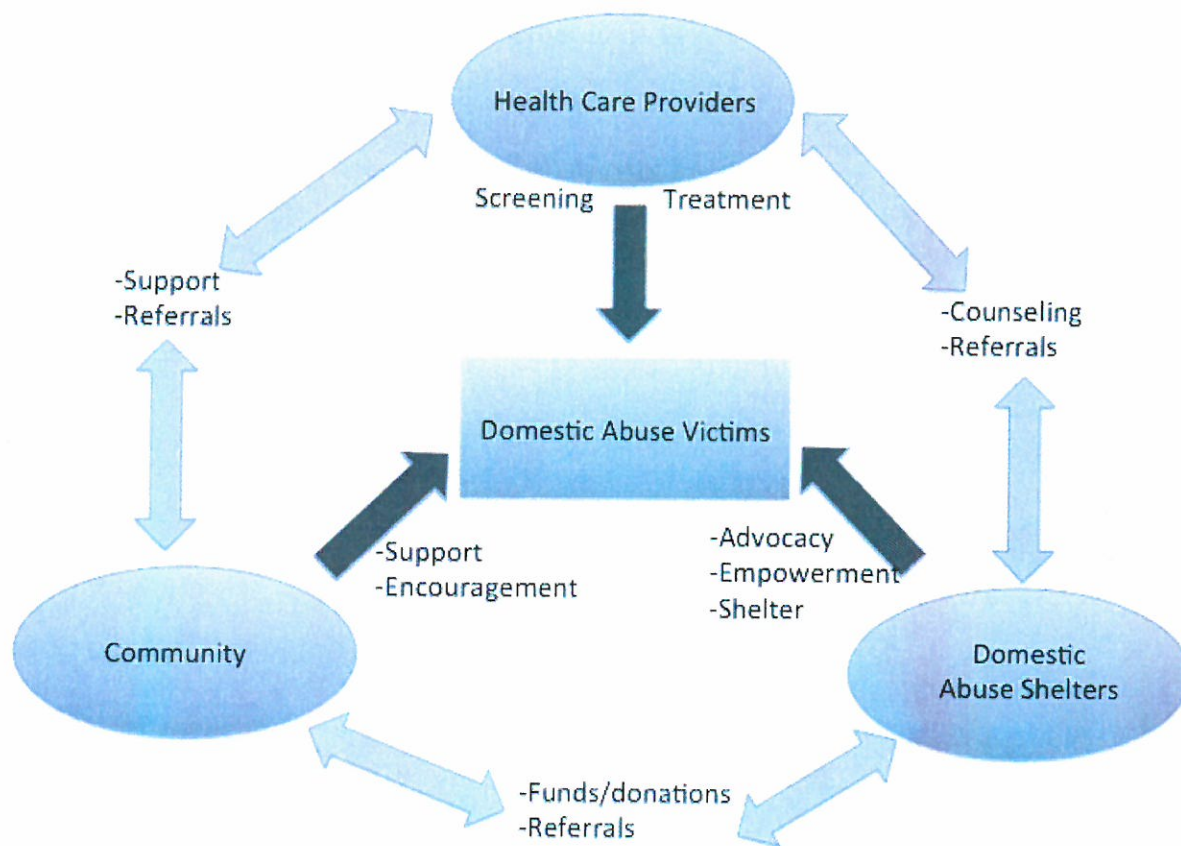 Health Care Providers
Screening Treatment
-Support
-Referrals
-Counseling
-Referrals
Domestic Abuse Victims
-Support
-Encouragement
-Advocacy
-Empowerment
-Shelter
Community
Domestic
Abuse Shelters
-Funds/donations
-Referrals